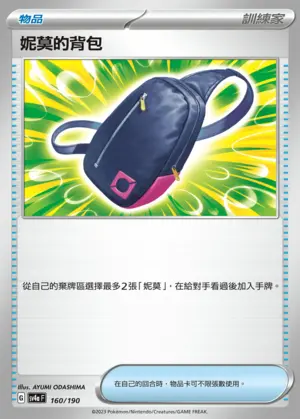 物品
訓練家
妮莫的背包
從自己的棄牌區選擇最多2張「妮莫」,在給對手看過後加入手牌。
illus. AYUMI ODASHIMA
G sv4a F 160/190
在自己的回合時,物品卡可不限張數使用。
©2023 Pokémon/Nintendo/Creatures/GAME FREAK.